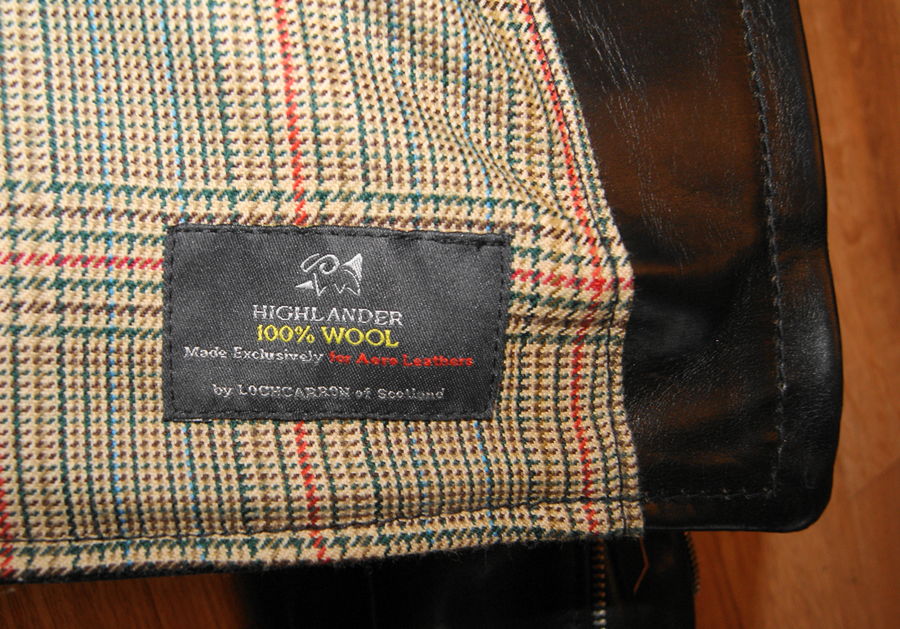 HIGHLANDER
100% WOOL
Made Exclusively for Aero Leathers
by LOCHCARRON of Scotland